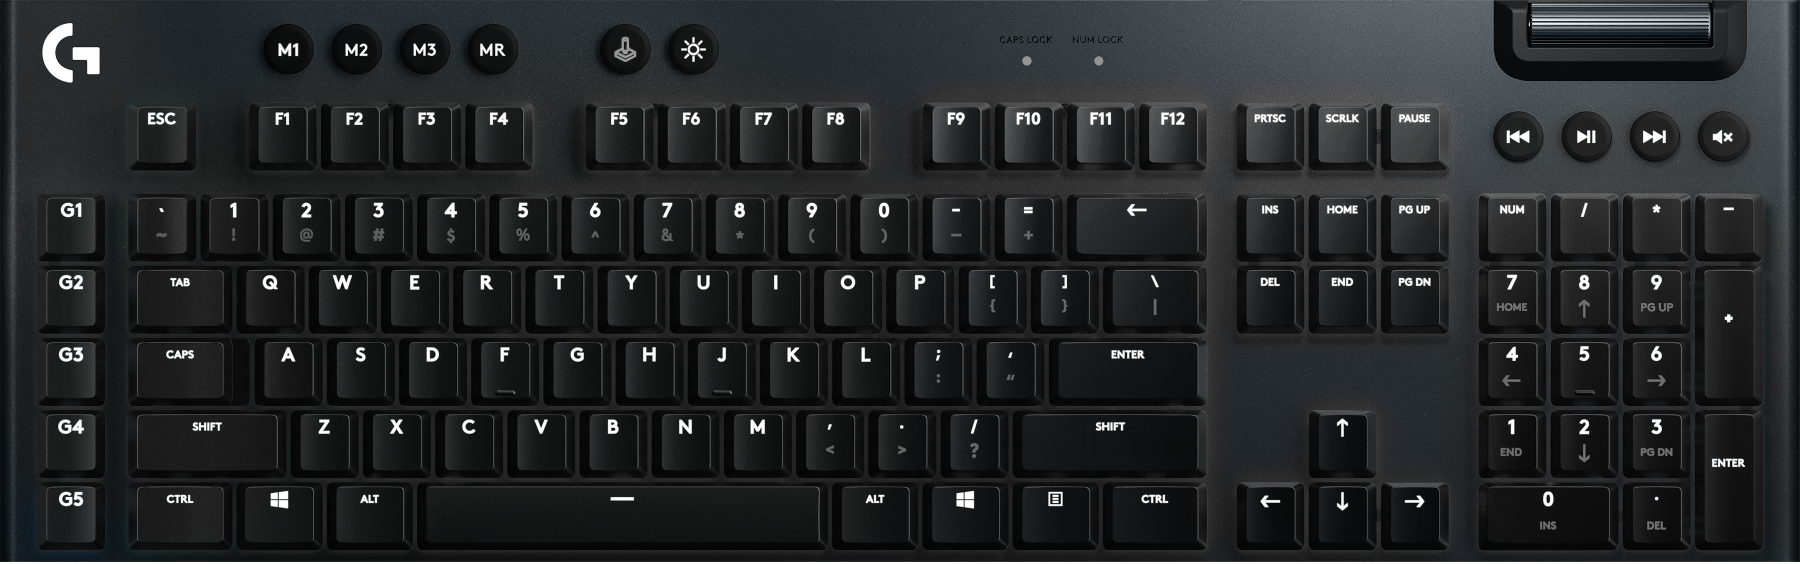 M1 M2 M3 MR
CAPS LOCK NUM LOCK
ESC F1 F2 F3 F4 F5 F6 F7 F8 F9 F10 F11 F12 PRTSC SCRLK PAUSE
G1 ` 1 2 3 4 5 6 7 8 9 0 - = ← INS HOME PG UP NUM / * -
~ ! @ # $ % ^ & * ( ) – +
G2 TAB Q W E R T Y U I O P [ ] \ DEL END PG DN 7 8 9
{ } | HOME ↑ PG UP +
G3 CAPS A S D F G H J K L ; ' ENTER 4 5 6
: " ← →
G4 SHIFT Z X C V B N M , . / SHIFT ↑ 1 2 3
< > ? END ↓ PG DN ENTER
G5 CTRL ALT ALT CTRL ← ↓ → 0 .
INS DEL